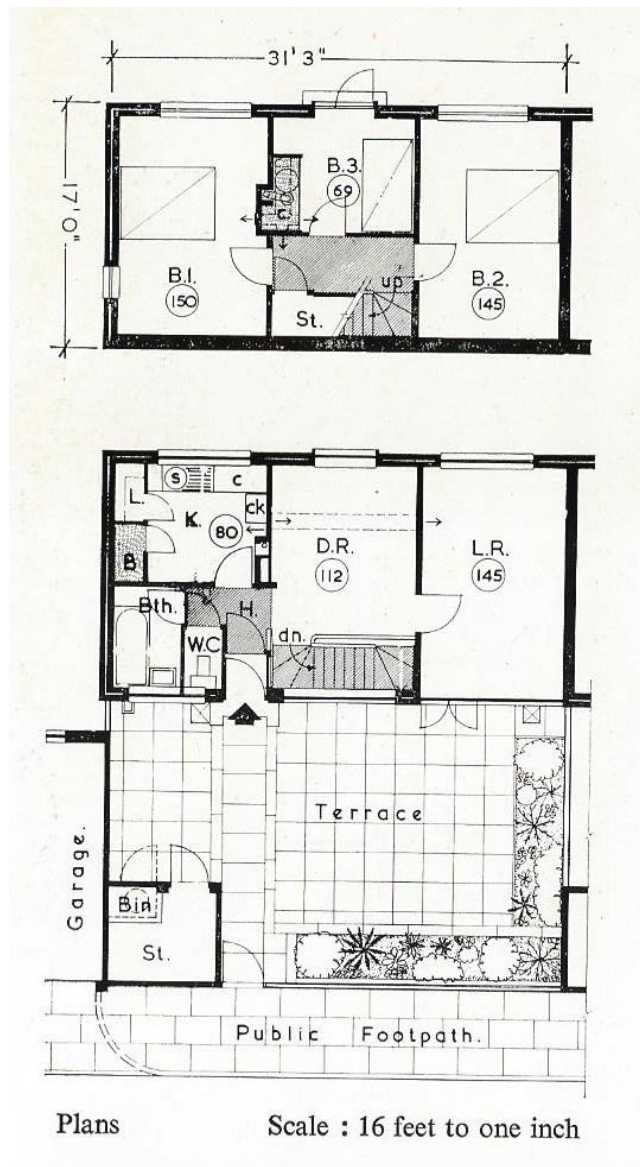 31' 3"
17' 0"
B.3.
69
c.
B.1.
150
up
B.2.
145
St.
S
c
L.
ck
K.
80
B
D.R.
112
L.R.
145
Bth.
H.
W.C
dn.
Terrace
Garage.
Bin
St.
Public Footpath.
Plans Scale : 16 feet to one inch